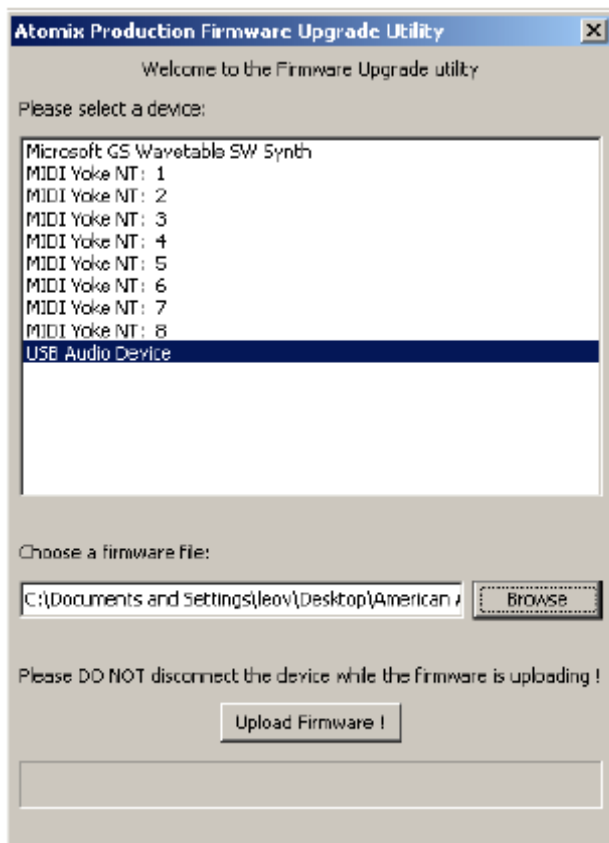 Atomix Production Firmware Upgrade Utility
Welcome to the Firmware Upgrade utility
Please select a device:
Microsoft GS Wavetable SW Synth
MIDI Yoke NT: 1
MIDI Yoke NT: 2
MIDI Yoke NT: 3
MIDI Yoke NT: 4
MIDI Yoke NT: 5
MIDI Yoke NT: 6
MIDI Yoke NT: 7
MIDI Yoke NT: 8
USB Audio Device
Choose a firmware file:
C:\Documents and Settings\leov\Desktop\American
Browse
Please DO NOT disconnect the device while the firmware is uploading !
Upload Firmware !